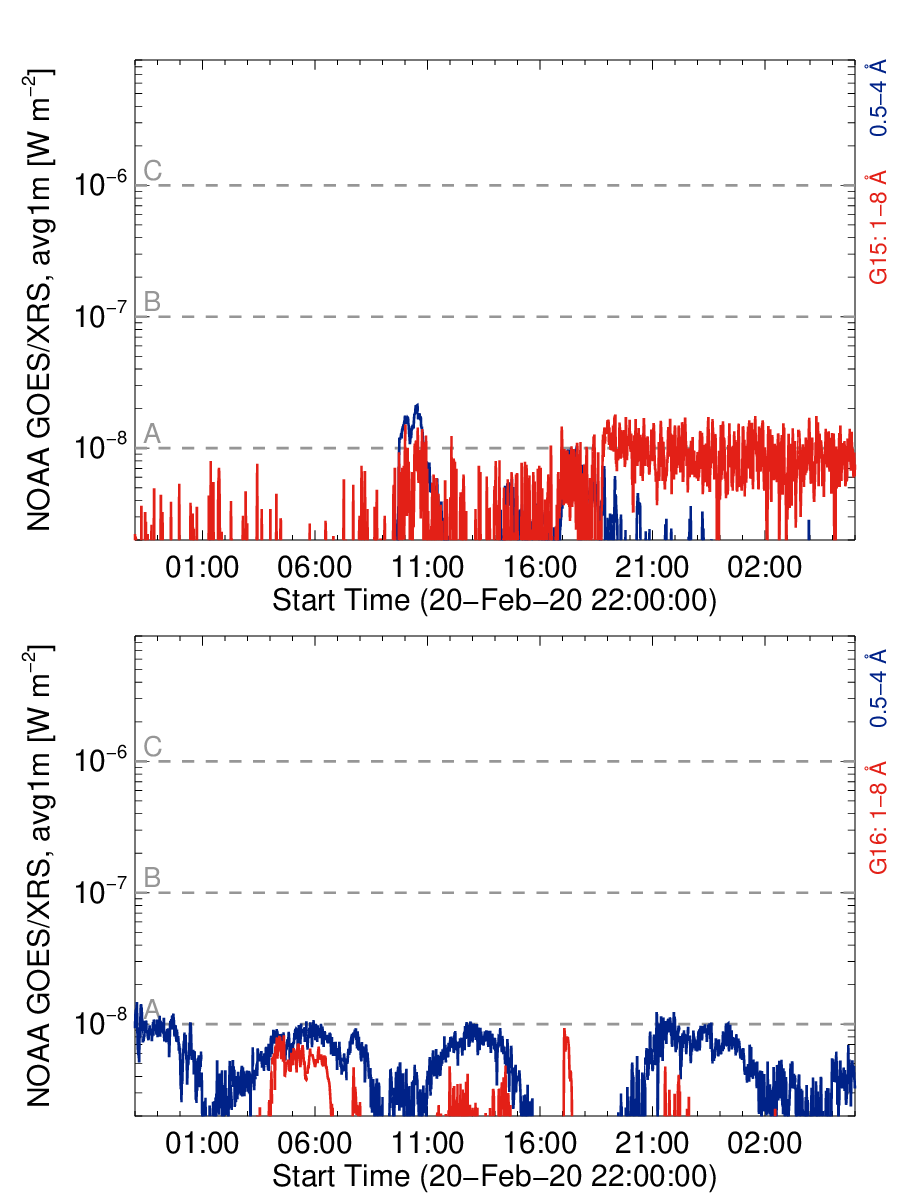 NOAA GOES/XRS, avg1m [W m⁻²]
10⁻⁶
10⁻⁷
10⁻⁸
C
B
A
01:00 06:00 11:00 16:00 21:00 02:00
Start Time (20−Feb−20 22:00:00)
G15: 1−8 Å 0.5−4 Å
NOAA GOES/XRS, avg1m [W m⁻²]
10⁻⁶
10⁻⁷
10⁻⁸
C
B
A
01:00 06:00 11:00 16:00 21:00 02:00
Start Time (20−Feb−20 22:00:00)
G16: 1−8 Å 0.5−4 Å